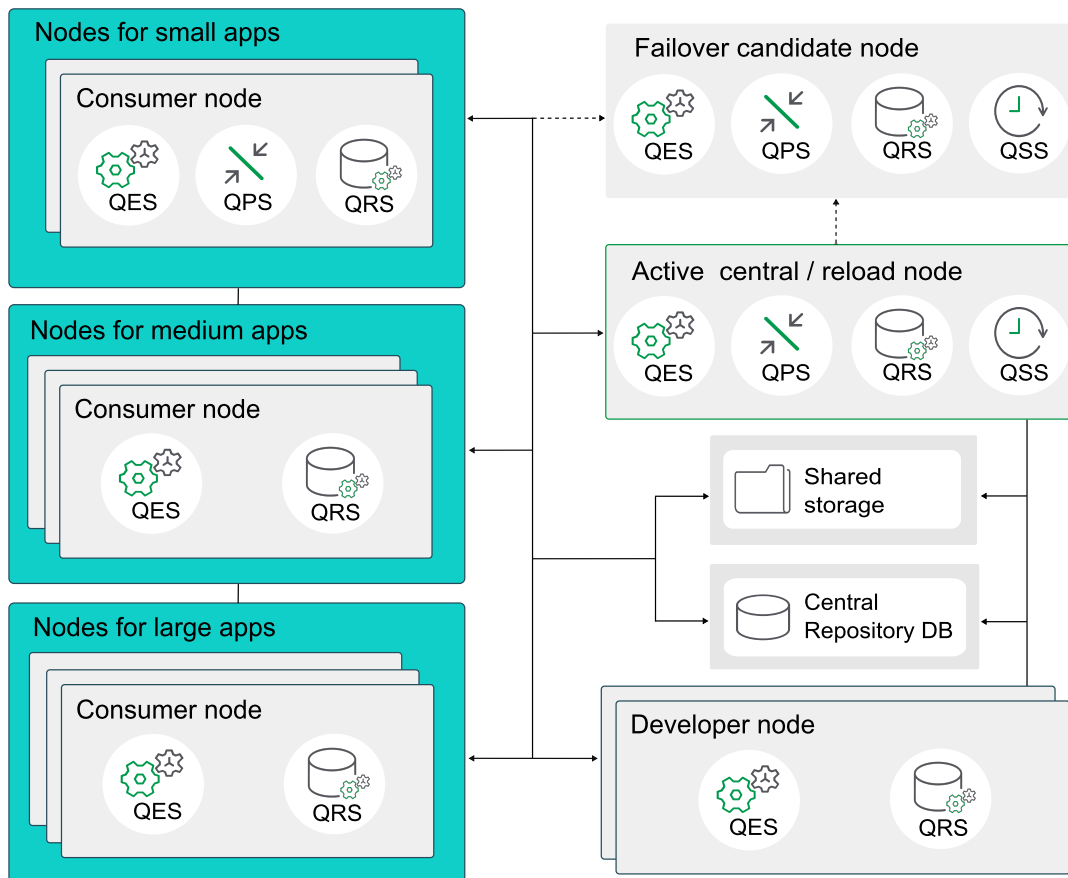 Nodes for small apps
Consumer node
QES
QPS
QRS
Nodes for medium apps
Consumer node
QES
QRS
Nodes for large apps
Consumer node
QES
QRS
Failover candidate node
QES
QPS
QRS
QSS
Active central / reload node
QES
QPS
QRS
QSS
Shared
storage
Central
Repository DB
Developer node
QES
QRS